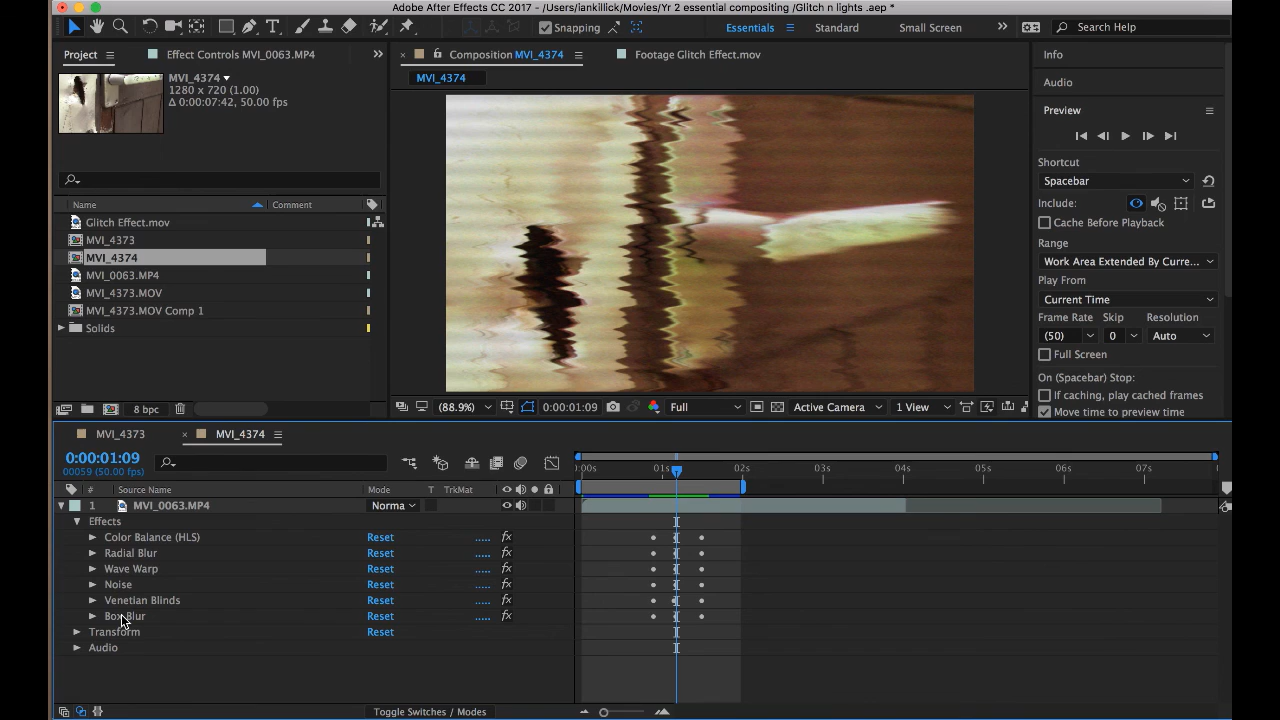 Adobe After Effects CC 2017 - /Users/iankillick/Movies/Yr 2 essential compositing /Glitch n lights .aep *
Snapping
Essentials
Standard
Small Screen
Search Help
Project
Effect Controls MVI_0063.MP4
Composition MVI_4374
Footage Glitch Effect.mov
MVI_4374
MVI_4374
1280 x 720 (1.00)
Δ 0:00:07:42, 50.00 fps
Name
Comment
Glitch Effect.mov
MVI_4373
MVI_4374
MVI_0063.MP4
MVI_4373.MOV
MVI_4373.MOV Comp 1
Solids
8 bpc
(88.9%)
0:00:01:09
Full
Active Camera
1 View
Info
Audio
Preview
Shortcut
Spacebar
Include:
Cache Before Playback
Range
Work Area Extended By Curre...
Play From
Current Time
Frame Rate
Skip
Resolution
(50)
0
Auto
Full Screen
On (Spacebar) Stop:
If caching, play cached frames
Move time to preview time
MVI_4373
MVI_4374
0:00:01:09
00059 (50.00 fps)
:00s
01s
02s
03s
04s
05s
06s
07s
#
Source Name
Mode
T
TrkMat
1
MVI_0063.MP4
Norma
Effects
Color Balance (HLS)
Reset
Radial Blur
Reset
Wave Warp
Reset
Noise
Reset
Venetian Blinds
Reset
Box Blur
Reset
Transform
Reset
Audio
Toggle Switches / Modes